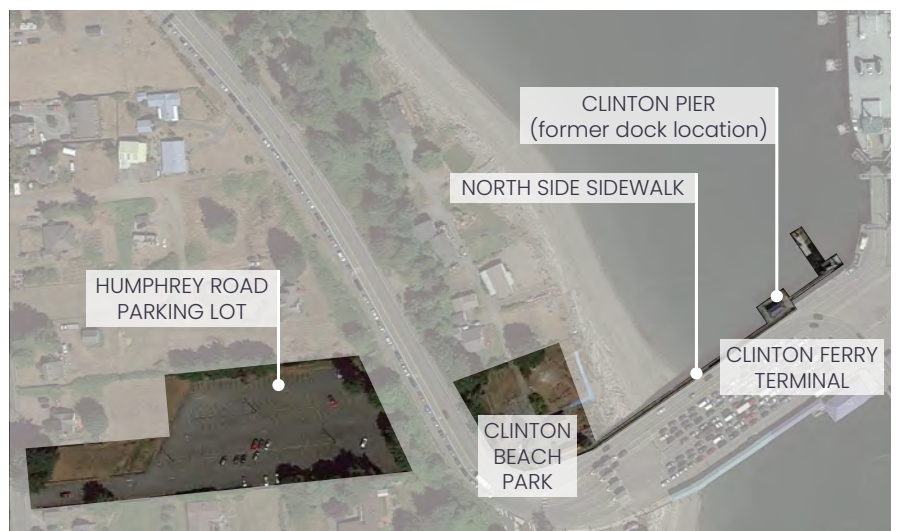 CLINTON PIER
(former dock location)
NORTH SIDE SIDEWALK
HUMPHREY ROAD
PARKING LOT
CLINTON FERRY
TERMINAL
CLINTON
BEACH
PARK